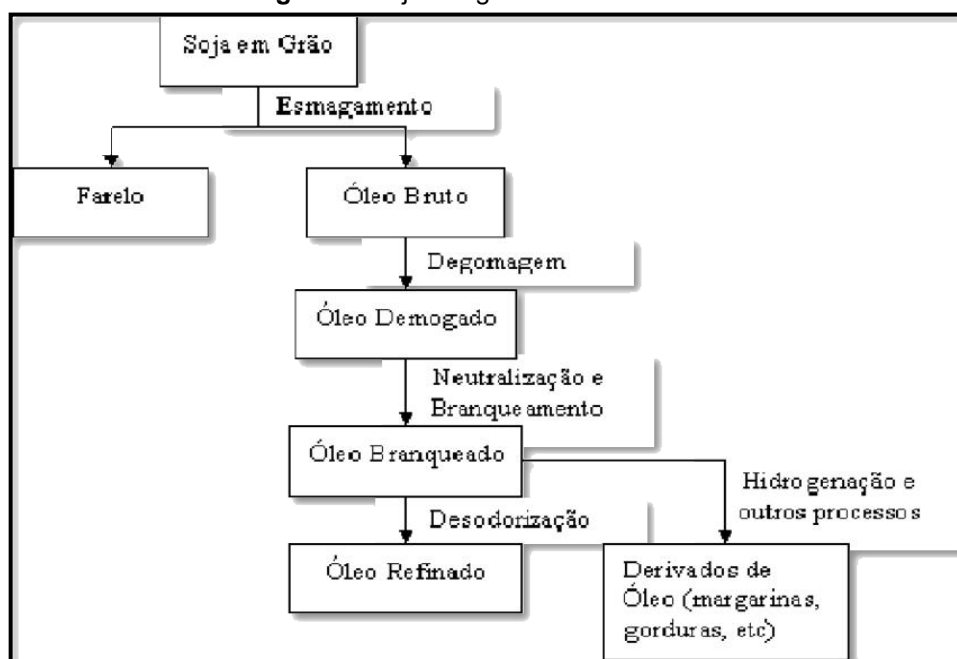 Soja em Grão
Esmagamento
Farelo
Óleo Bruto
Degomagem
Óleo Demogado
Neutralização e
Branqueamento
Óleo Branqueado
Hidrogenação e
outros processos
Desodorização
Óleo Refinado
Derivados de
Óleo (margarinas,
gorduras, etc)